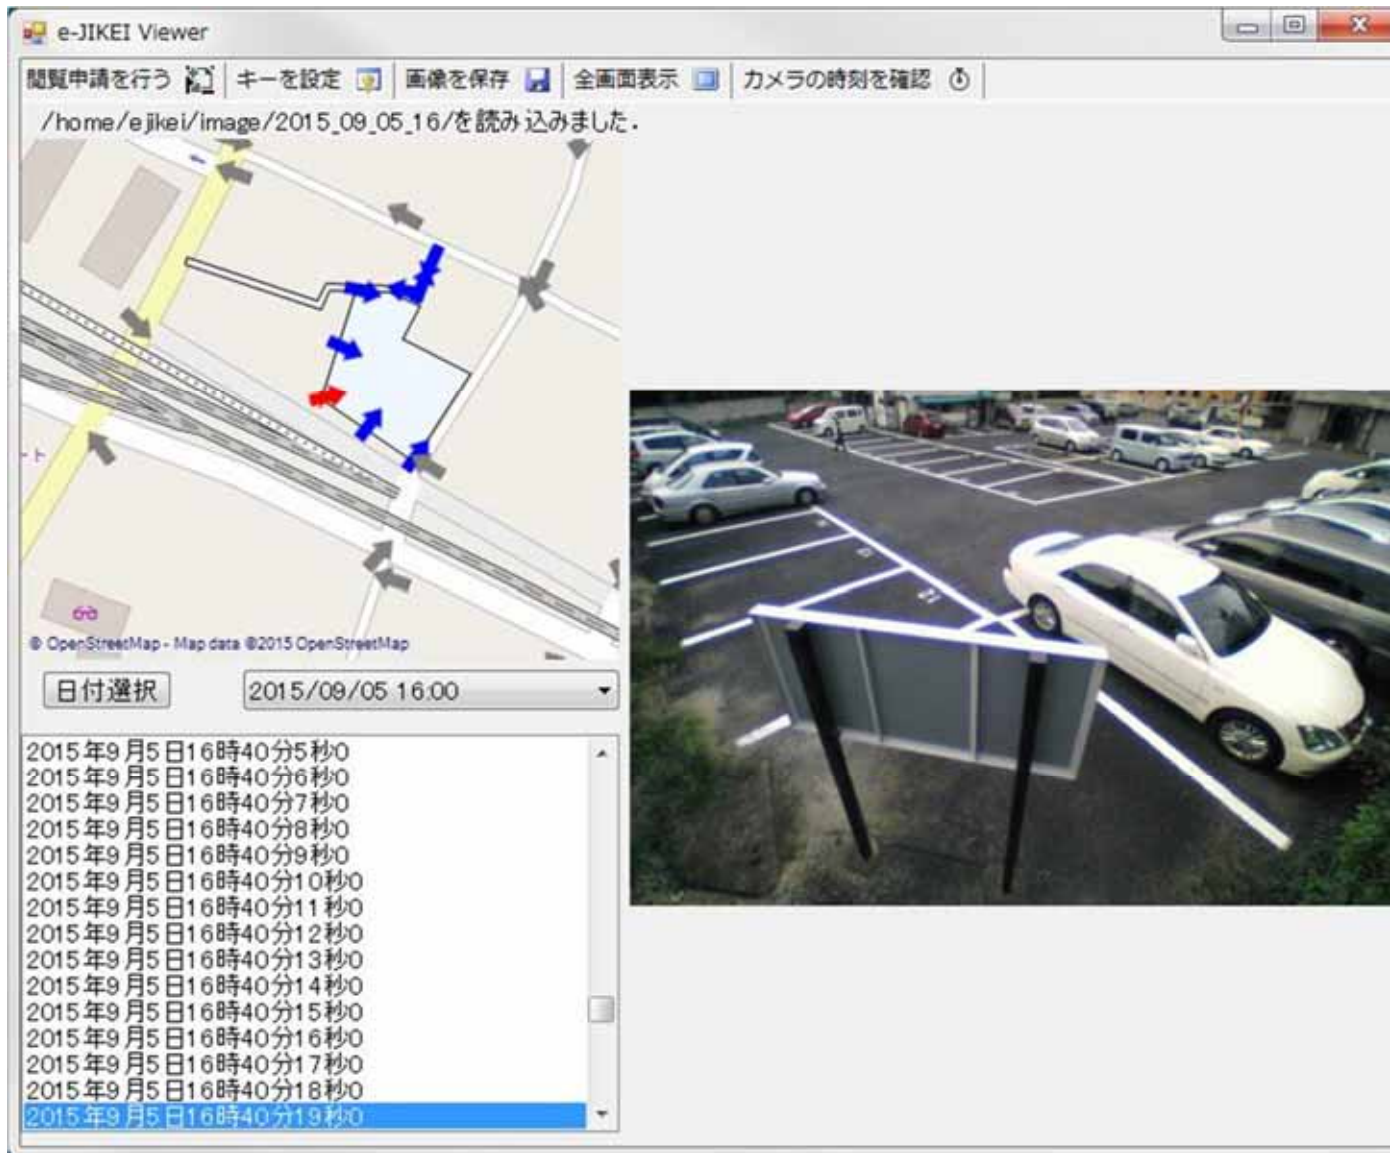 e-JIKEI Viewer
閲覧申請を行う キーを設定 画像を保存 全画面表示 カメラの時刻を確認
/home/ejikei/image/2015_09_05_16/を読み込みました.
ート
© OpenStreetMap - Map data ©2015 OpenStreetMap
日付選択 2015/09/05 16:00
2015年9月5日16時40分5秒0
2015年9月5日16時40分6秒0
2015年9月5日16時40分7秒0
2015年9月5日16時40分8秒0
2015年9月5日16時40分9秒0
2015年9月5日16時40分10秒0
2015年9月5日16時40分11秒0
2015年9月5日16時40分12秒0
2015年9月5日16時40分13秒0
2015年9月5日16時40分14秒0
2015年9月5日16時40分15秒0
2015年9月5日16時40分16秒0
2015年9月5日16時40分17秒0
2015年9月5日16時40分18秒0
2015年9月5日16時40分19秒0